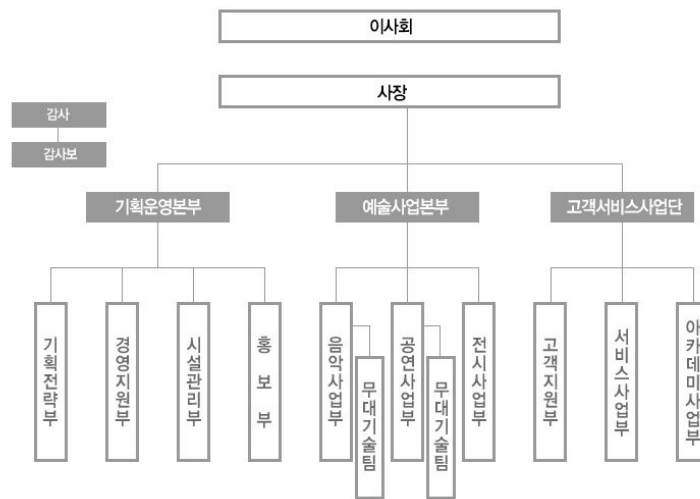 이사회
사장
감사
감사보
기획운영본부
예술사업본부
고객서비스사업단
기획전략부
경영지원부
시설관리부
홍보부
음악사업부
무대기술팀
공연사업부
무대기술팀
전시사업부
고객지원부
서비스사업부
아카데미사업부